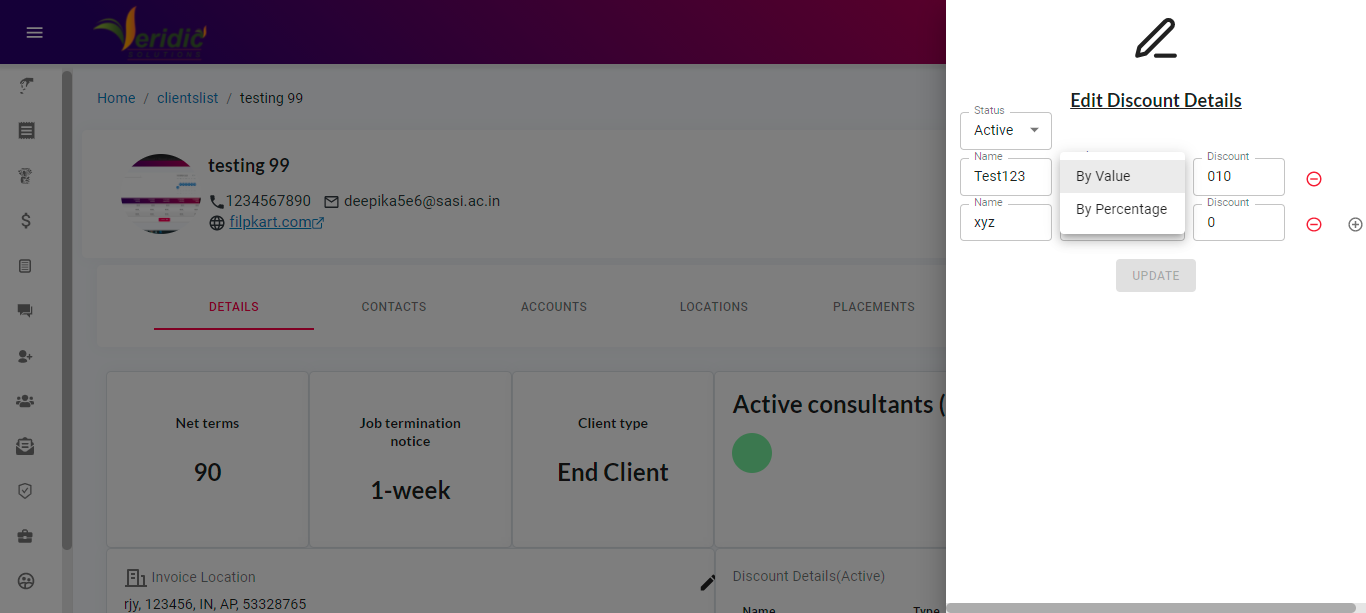 eridic
SOLUTIONS
Home / clientslist / testing 99
testing 99
1234567890 deepika5e6@sasi.ac.in
filpkart.com
DETAILS CONTACTS ACCOUNTS LOCATIONS PLACEMENTS
Net terms
90
Job termination
notice
1-week
Client type
End Client
Active consultants (
Invoice Location
rjy, 123456, IN, AP, 53328765
Discount Details(Active)
Name Type
Edit Discount Details
Status
Active
Name
Test123
By Value
By Percentage
Discount
010
Name
xyz
Discount
0
UPDATE